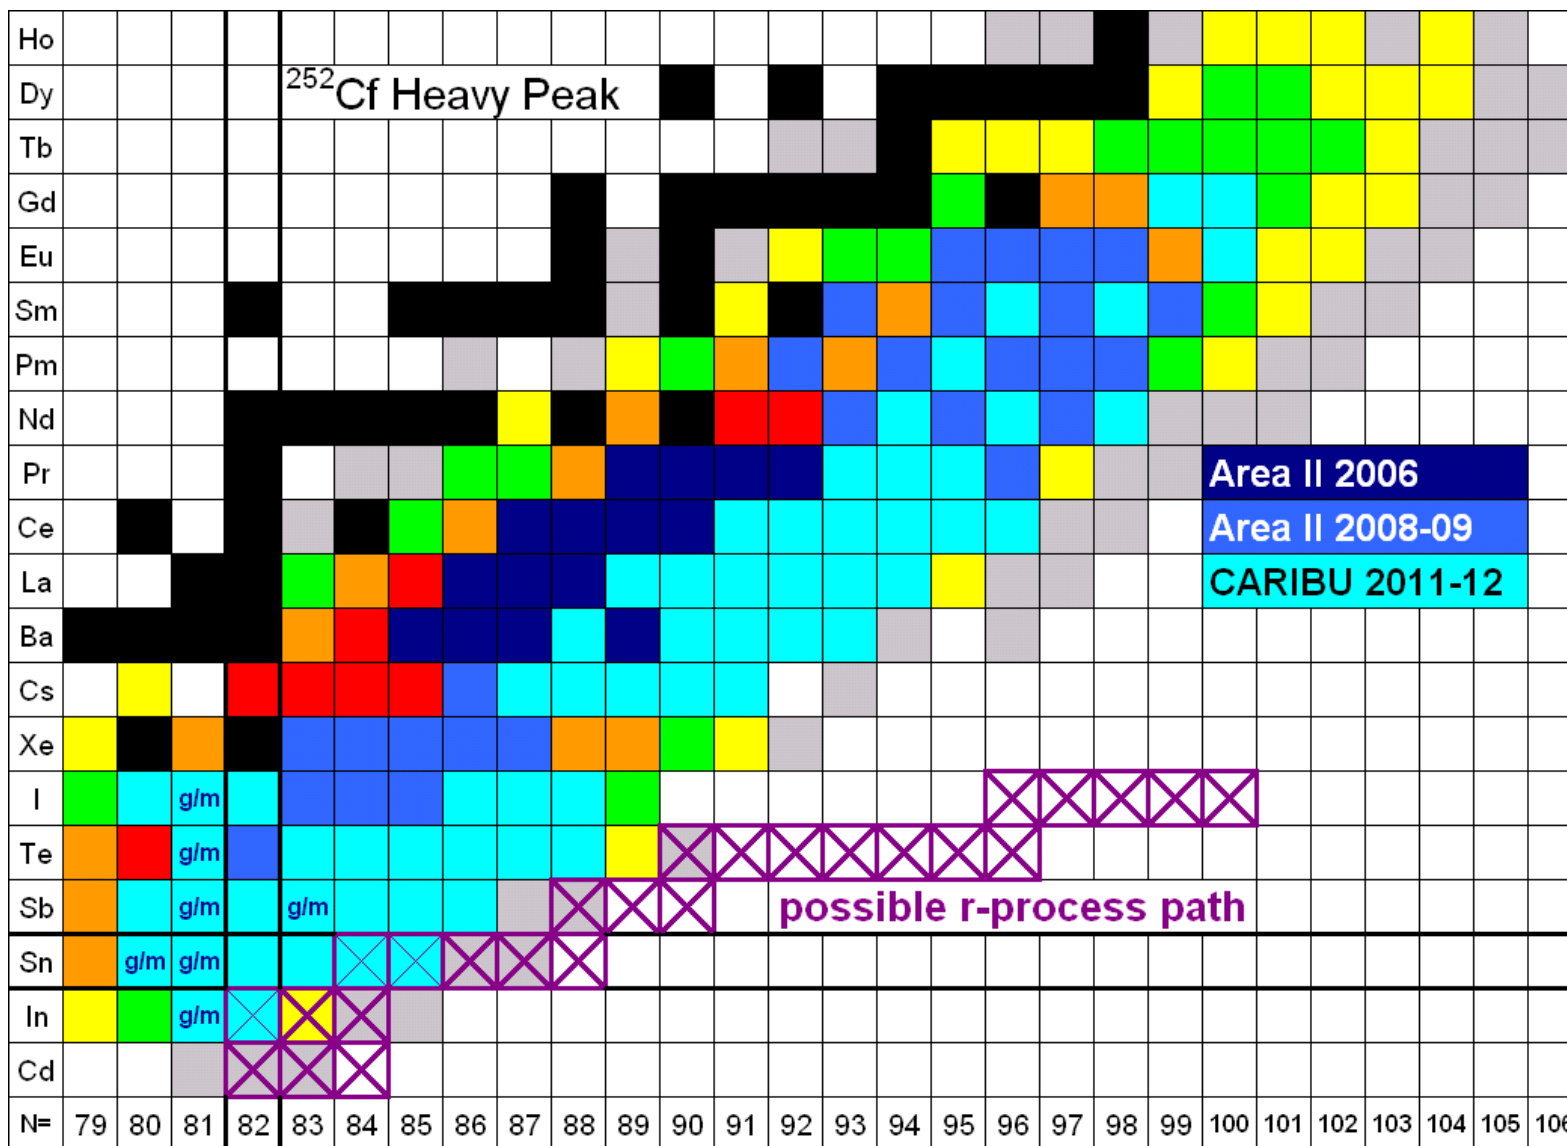 Ho
²⁵²Cf Heavy Peak
Dy
Tb
Gd
Eu
Sm
Pm
Nd
Pr
Area II 2006
Ce
Area II 2008-09
La
CARIBU 2011-12
Ba
Cs
Xe
I g/m
Te g/m
Sb g/m g/m possible r-process path
Sn g/m g/m
In g/m
Cd
N= 79 80 81 82 83 84 85 86 87 88 89 90 91 92 93 94 95 96 97 98 99 100 101 102 103 104 105